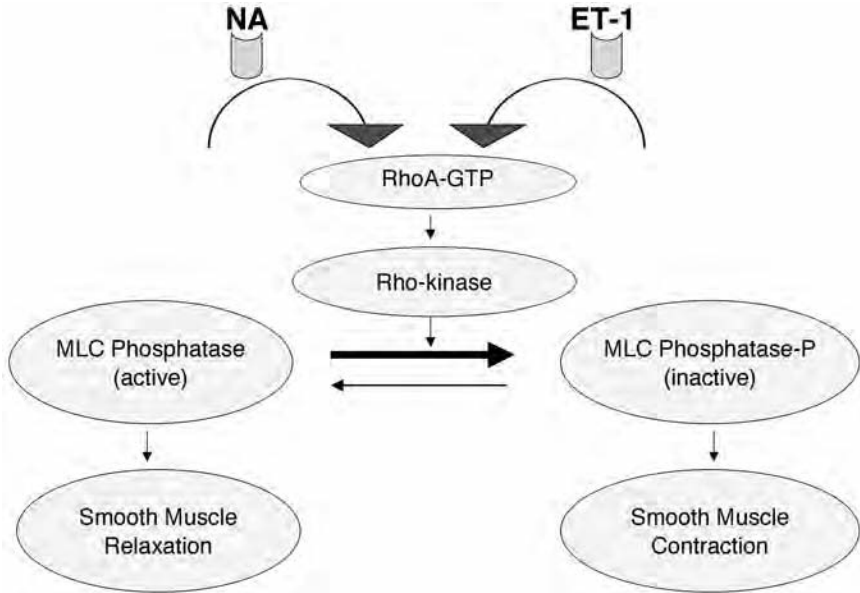 NA
ET-1
RhoA-GTP
Rho-kinase
MLC Phosphatase
(active)
MLC Phosphatase-P
(inactive)
Smooth Muscle
Relaxation
Smooth Muscle
Contraction